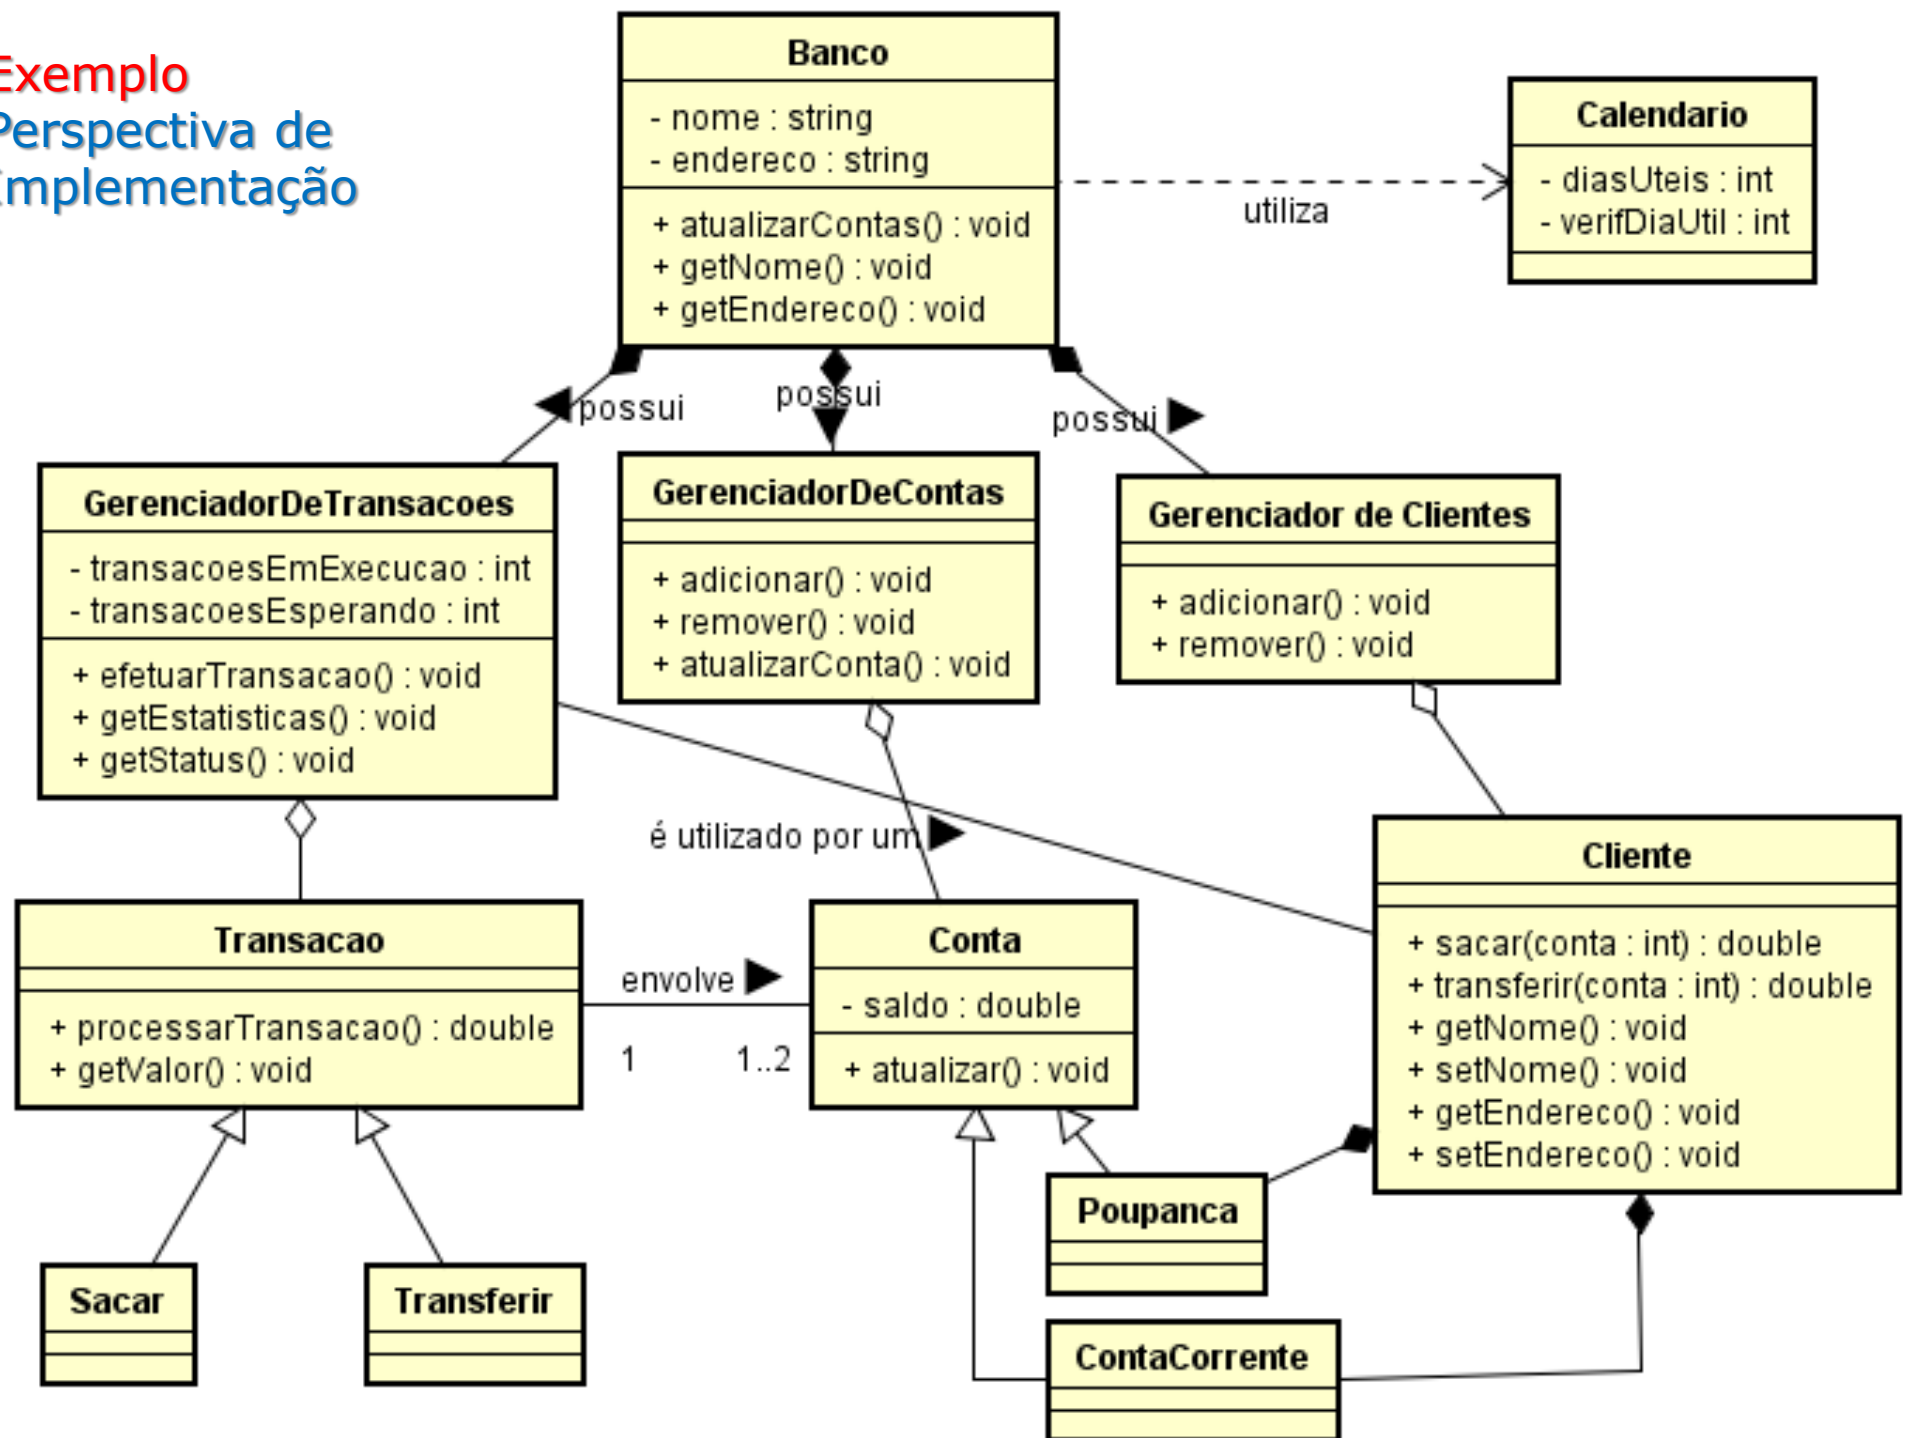 Exemplo
Perspectiva de
Implementação
Banco
- nome : string
- endereco : string
+ atualizarContas() : void
+ getNome() : void
+ getEndereco() : void
Calendario
- diasUteis : int
- verifDiaUtil : int
utiliza
possui
possui
possui
GerenciadorDeTransacoes
- transacoesEmExecucao : int
- transacoesEsperando : int
+ efetuarTransacao() : void
+ getEstatisticas() : void
+ getStatus() : void
GerenciadorDeContas
+ adicionar() : void
+ remover() : void
+ atualizarConta() : void
Gerenciador de Clientes
+ adicionar() : void
+ remover() : void
é utilizado por um
Transacao
+ processarTransacao() : double
+ getValor() : void
envolve
1
1..2
Conta
- saldo : double
+ atualizar() : void
Cliente
+ sacar(conta : int) : double
+ transferir(conta : int) : double
+ getNome() : void
+ setNome() : void
+ getEndereco() : void
+ setEndereco() : void
Poupanca
Sacar
Transferir
ContaCorrente